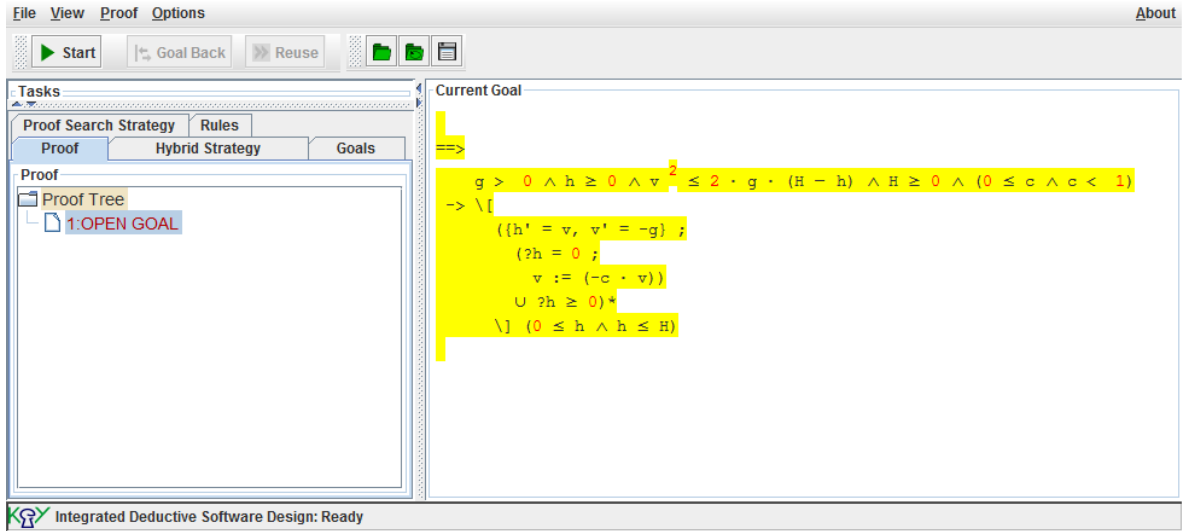 File View Proof Options About
Start Goal Back Reuse
Tasks
Proof Search Strategy Rules
Proof Hybrid Strategy Goals
Proof
Proof Tree
1:OPEN GOAL
Current Goal
==>
g > 0 ∧ h ≥ 0 ∧ v² ≤ 2 · g · (H − h) ∧ H ≥ 0 ∧ (0 ≤ c ∧ c < 1)
-> \[
({h' = v, v' = -g} ;
(?h = 0 ;
v := (-c · v))
∪ ?h ≥ 0)*
\] (0 ≤ h ∧ h ≤ H)
KeY Integrated Deductive Software Design: Ready